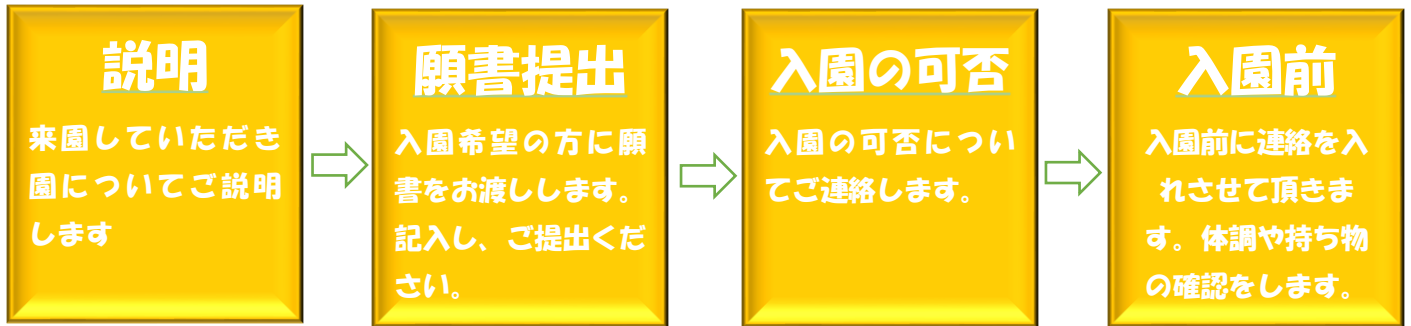 説明
来園していただき
園についてご説明
します
願書提出
入園希望の方に願
書をお渡しします。
記入し、ご提出くだ
さい。
入園の可否
入園の可否につい
てご連絡します。
入園前
入園前に連絡を入
れさせて頂きま
す。体調や持ち物
の確認をします。